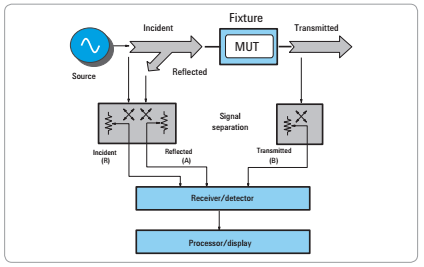 Fixture
Incident
Transmitted
MUT
Source
Reflected
Signal
separation
Incident
(R)
Reflected
(A)
Transmitted
(B)
Receiver/detector
Processor/display